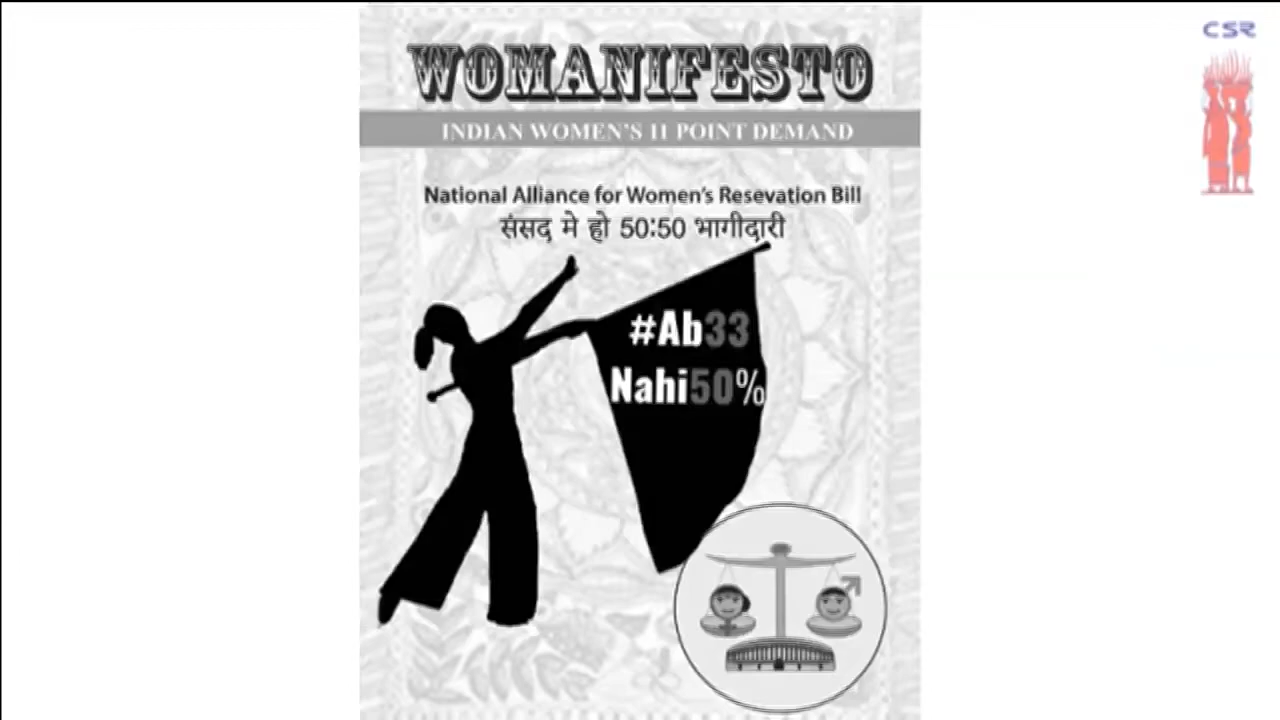 CSR
WOMANIFESTO
INDIAN WOMEN'S 11 POINT DEMAND
National Alliance for Women's Resevation Bill
संसद मे हो 50:50 भागीदारी
#Ab33
Nahi50%